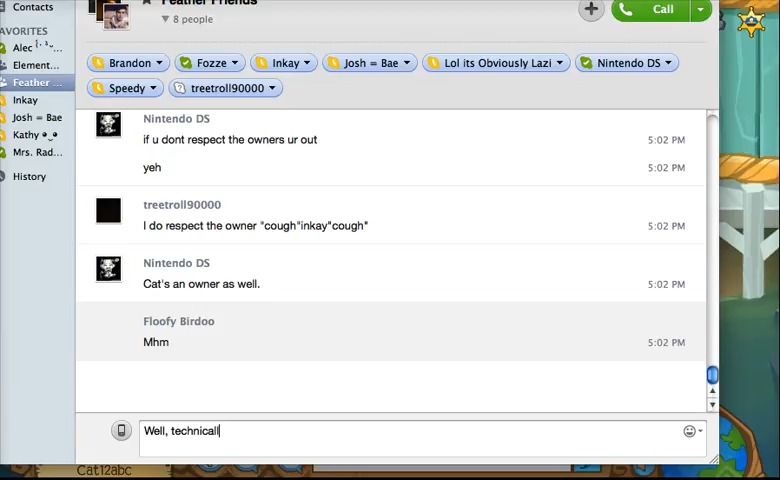 Contacts
Feather Friends
8 people
Call
FAVORITES
Alec
Element...
Feather ...
Inkay
Josh = Bae
Kathy
Mrs. Rad...
History
Brandon
Fozze
Inkay
Josh = Bae
Lol its Obviously Lazi
Nintendo DS
Speedy
treetroll90000
Nintendo DS
if u dont respect the owners ur out 5:02 PM
yeh 5:02 PM
treetroll90000
I do respect the owner "cough"inkay"cough" 5:02 PM
Nintendo DS
Cat's an owner as well. 5:02 PM
Floofy Birdoo
Mhm 5:02 PM
Well, technicall
Cat12abc